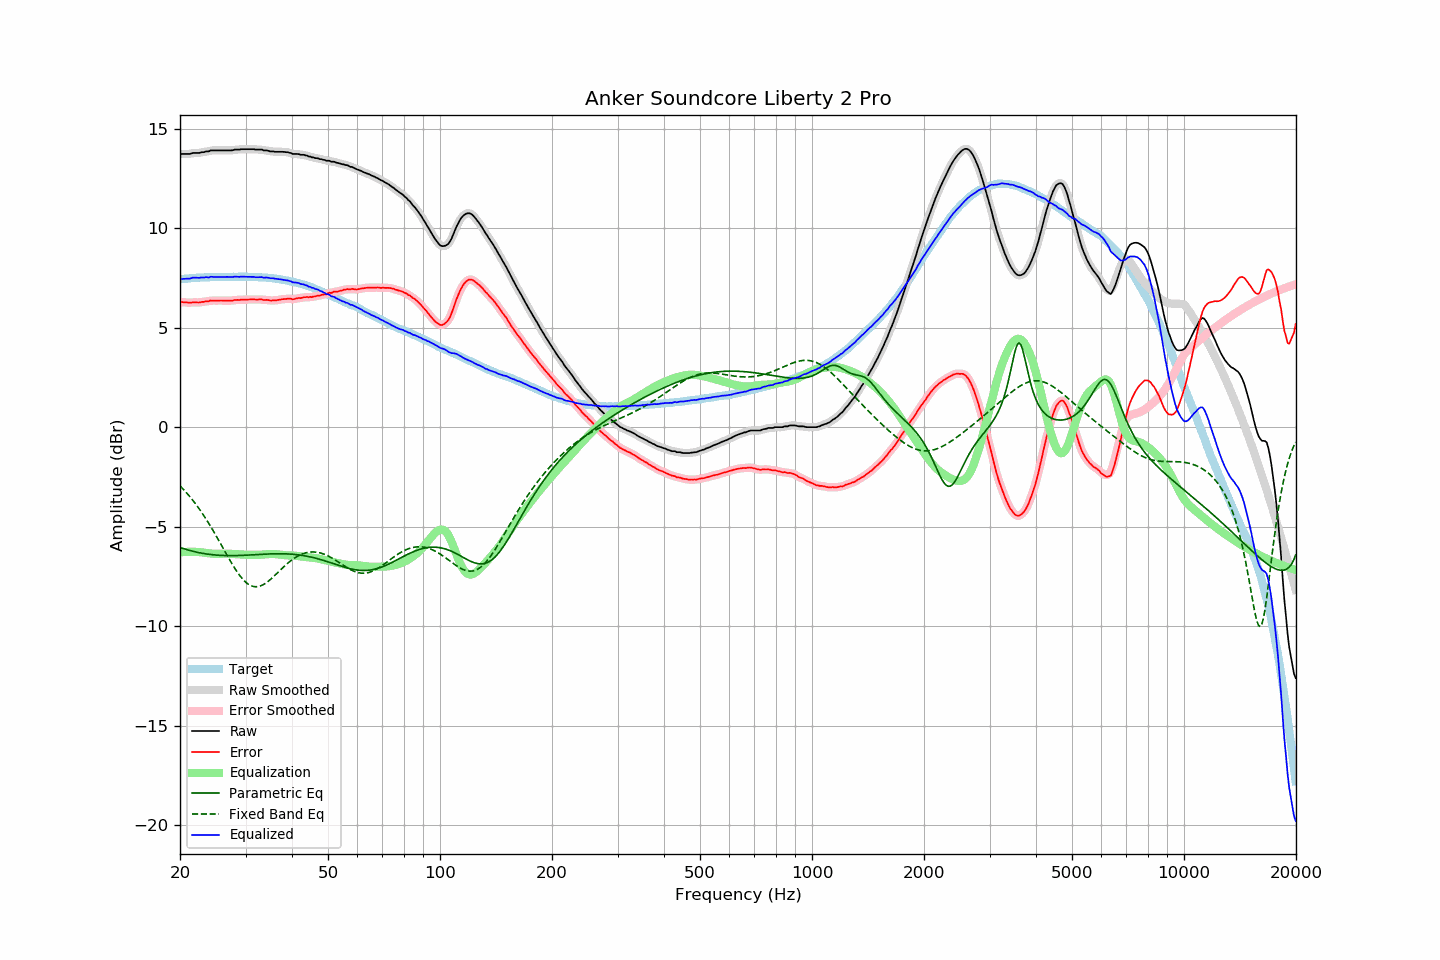 Anker Soundcore Liberty 2 Pro
Amplitude (dBr)
15
10
5
0
−5
−10
−15
−20
Target
Raw Smoothed
Error Smoothed
Raw
Error
Equalization
Parametric Eq
Fixed Band Eq
Equalized
20 50 100 200 500 1000 2000 5000 10000 20000
Frequency (Hz)